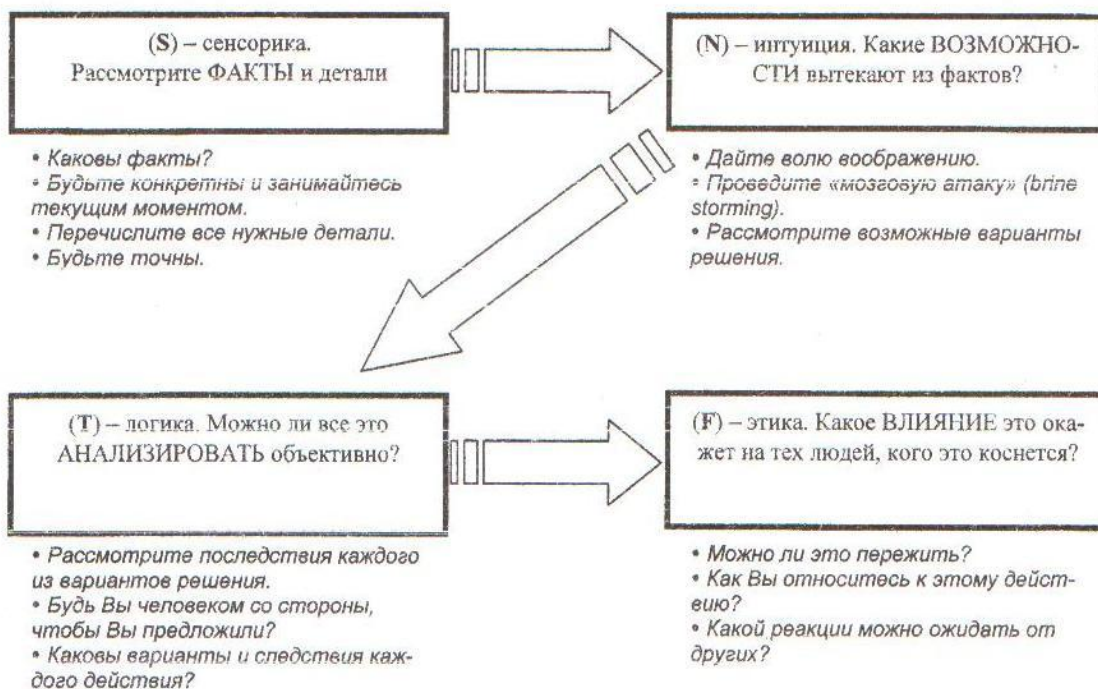 (S) – сенсорика.
Рассмотрите ФАКТЫ и детали
• Каковы факты?
• Будьте конкретны и занимайтесь
текущим моментом.
• Перечислите все нужные детали.
• Будьте точны.
(N) – интуиция. Какие ВОЗМОЖНО-
СТИ вытекают из фактов?
• Дайте волю воображению.
• Проведите «мозговую атаку» (brine
storming).
• Рассмотрите возможные варианты
решения.
(T) – логика. Можно ли все это
АНАЛИЗИРОВАТЬ объективно?
• Рассмотрите последствия каждого
из вариантов решения.
• Будь Вы человеком со стороны,
чтобы Вы предложили?
• Каковы варианты и следствия каж-
дого действия?
(F) – этика. Какое ВЛИЯНИЕ это ока-
жет на тех людей, кого это коснется?
• Можно ли это пережить?
• Как Вы относитесь к этому дейст-
вию?
• Какой реакции можно ожидать от
других?